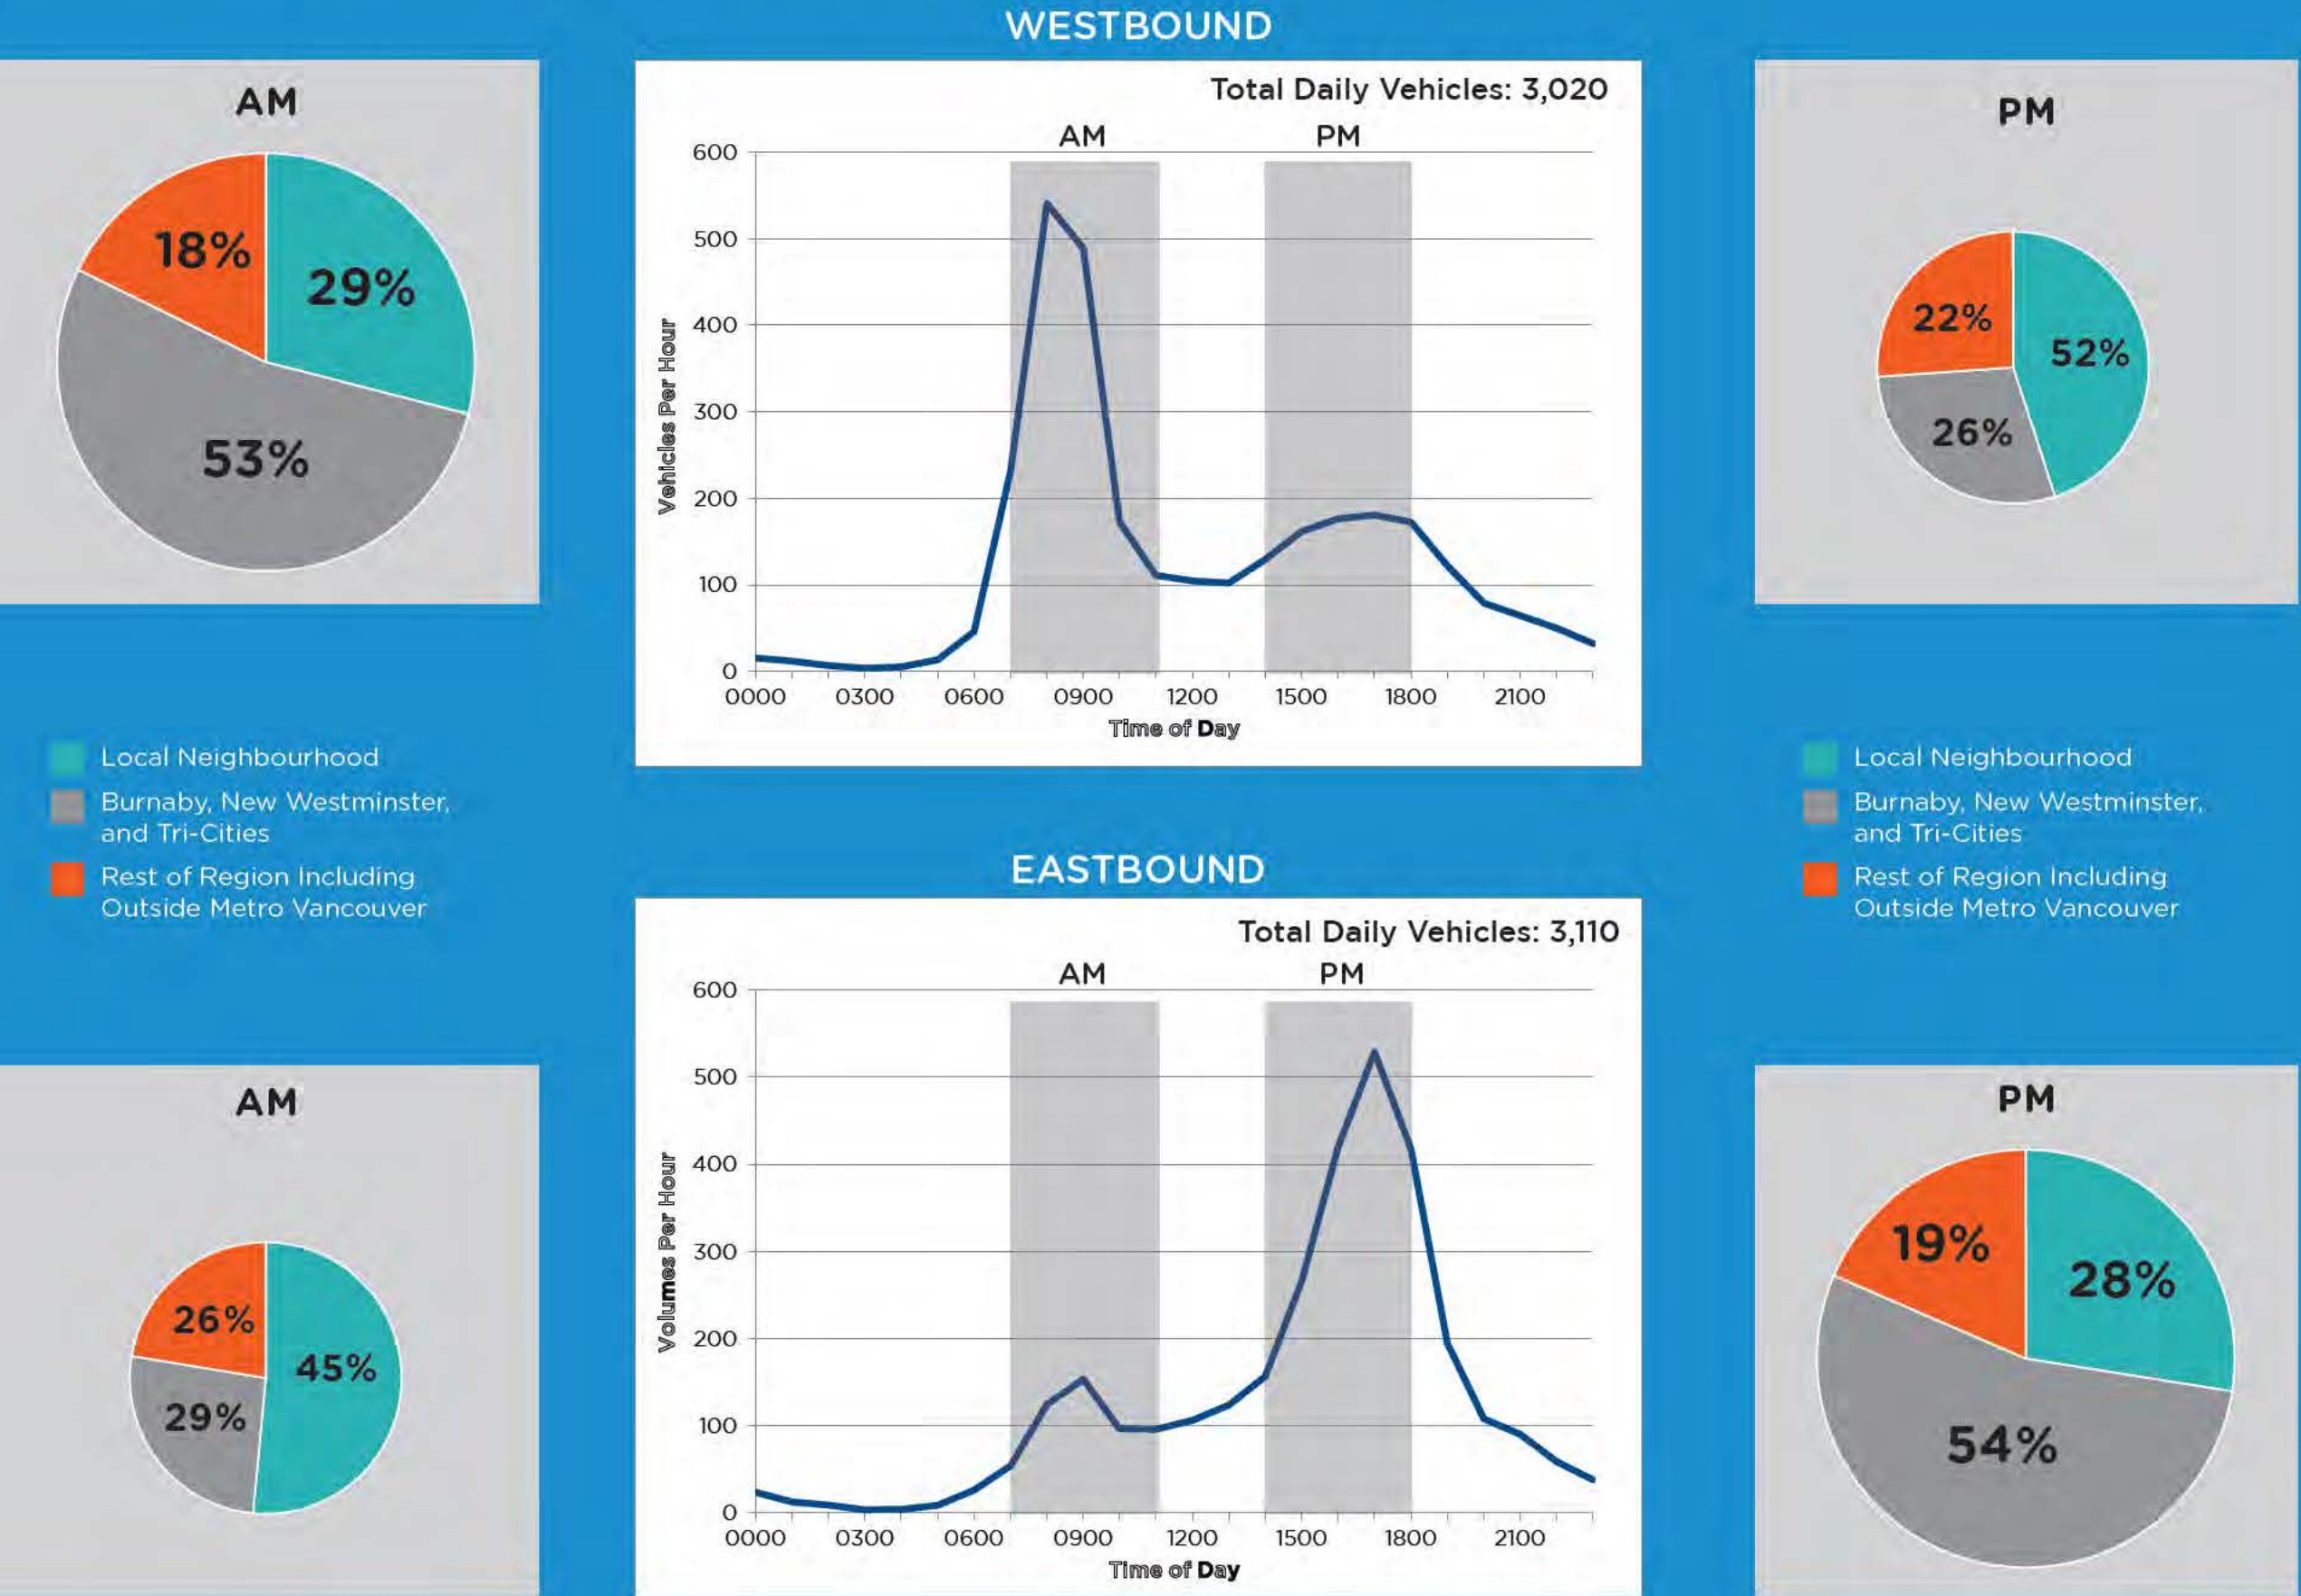 WESTBOUND
AM
18%
29%
53%
Total Daily Vehicles: 3,020
AM
PM
600
500
400
300
200
100
0
Vehicles Per Hour
0000 0300 0600 0900 1200 1500 1800 2100
Time of Day
PM
22%
52%
26%
Local Neighbourhood
Burnaby, New Westminster,
and Tri-Cities
Rest of Region Including
Outside Metro Vancouver
Local Neighbourhood
Burnaby, New Westminster,
and Tri-Cities
Rest of Region Including
Outside Metro Vancouver
EASTBOUND
AM
26%
45%
29%
Total Daily Vehicles: 3,110
AM
PM
600
500
400
300
200
100
0
Volumes Per Hour
0000 0300 0600 0900 1200 1500 1800 2100
Time of Day
PM
19%
28%
54%